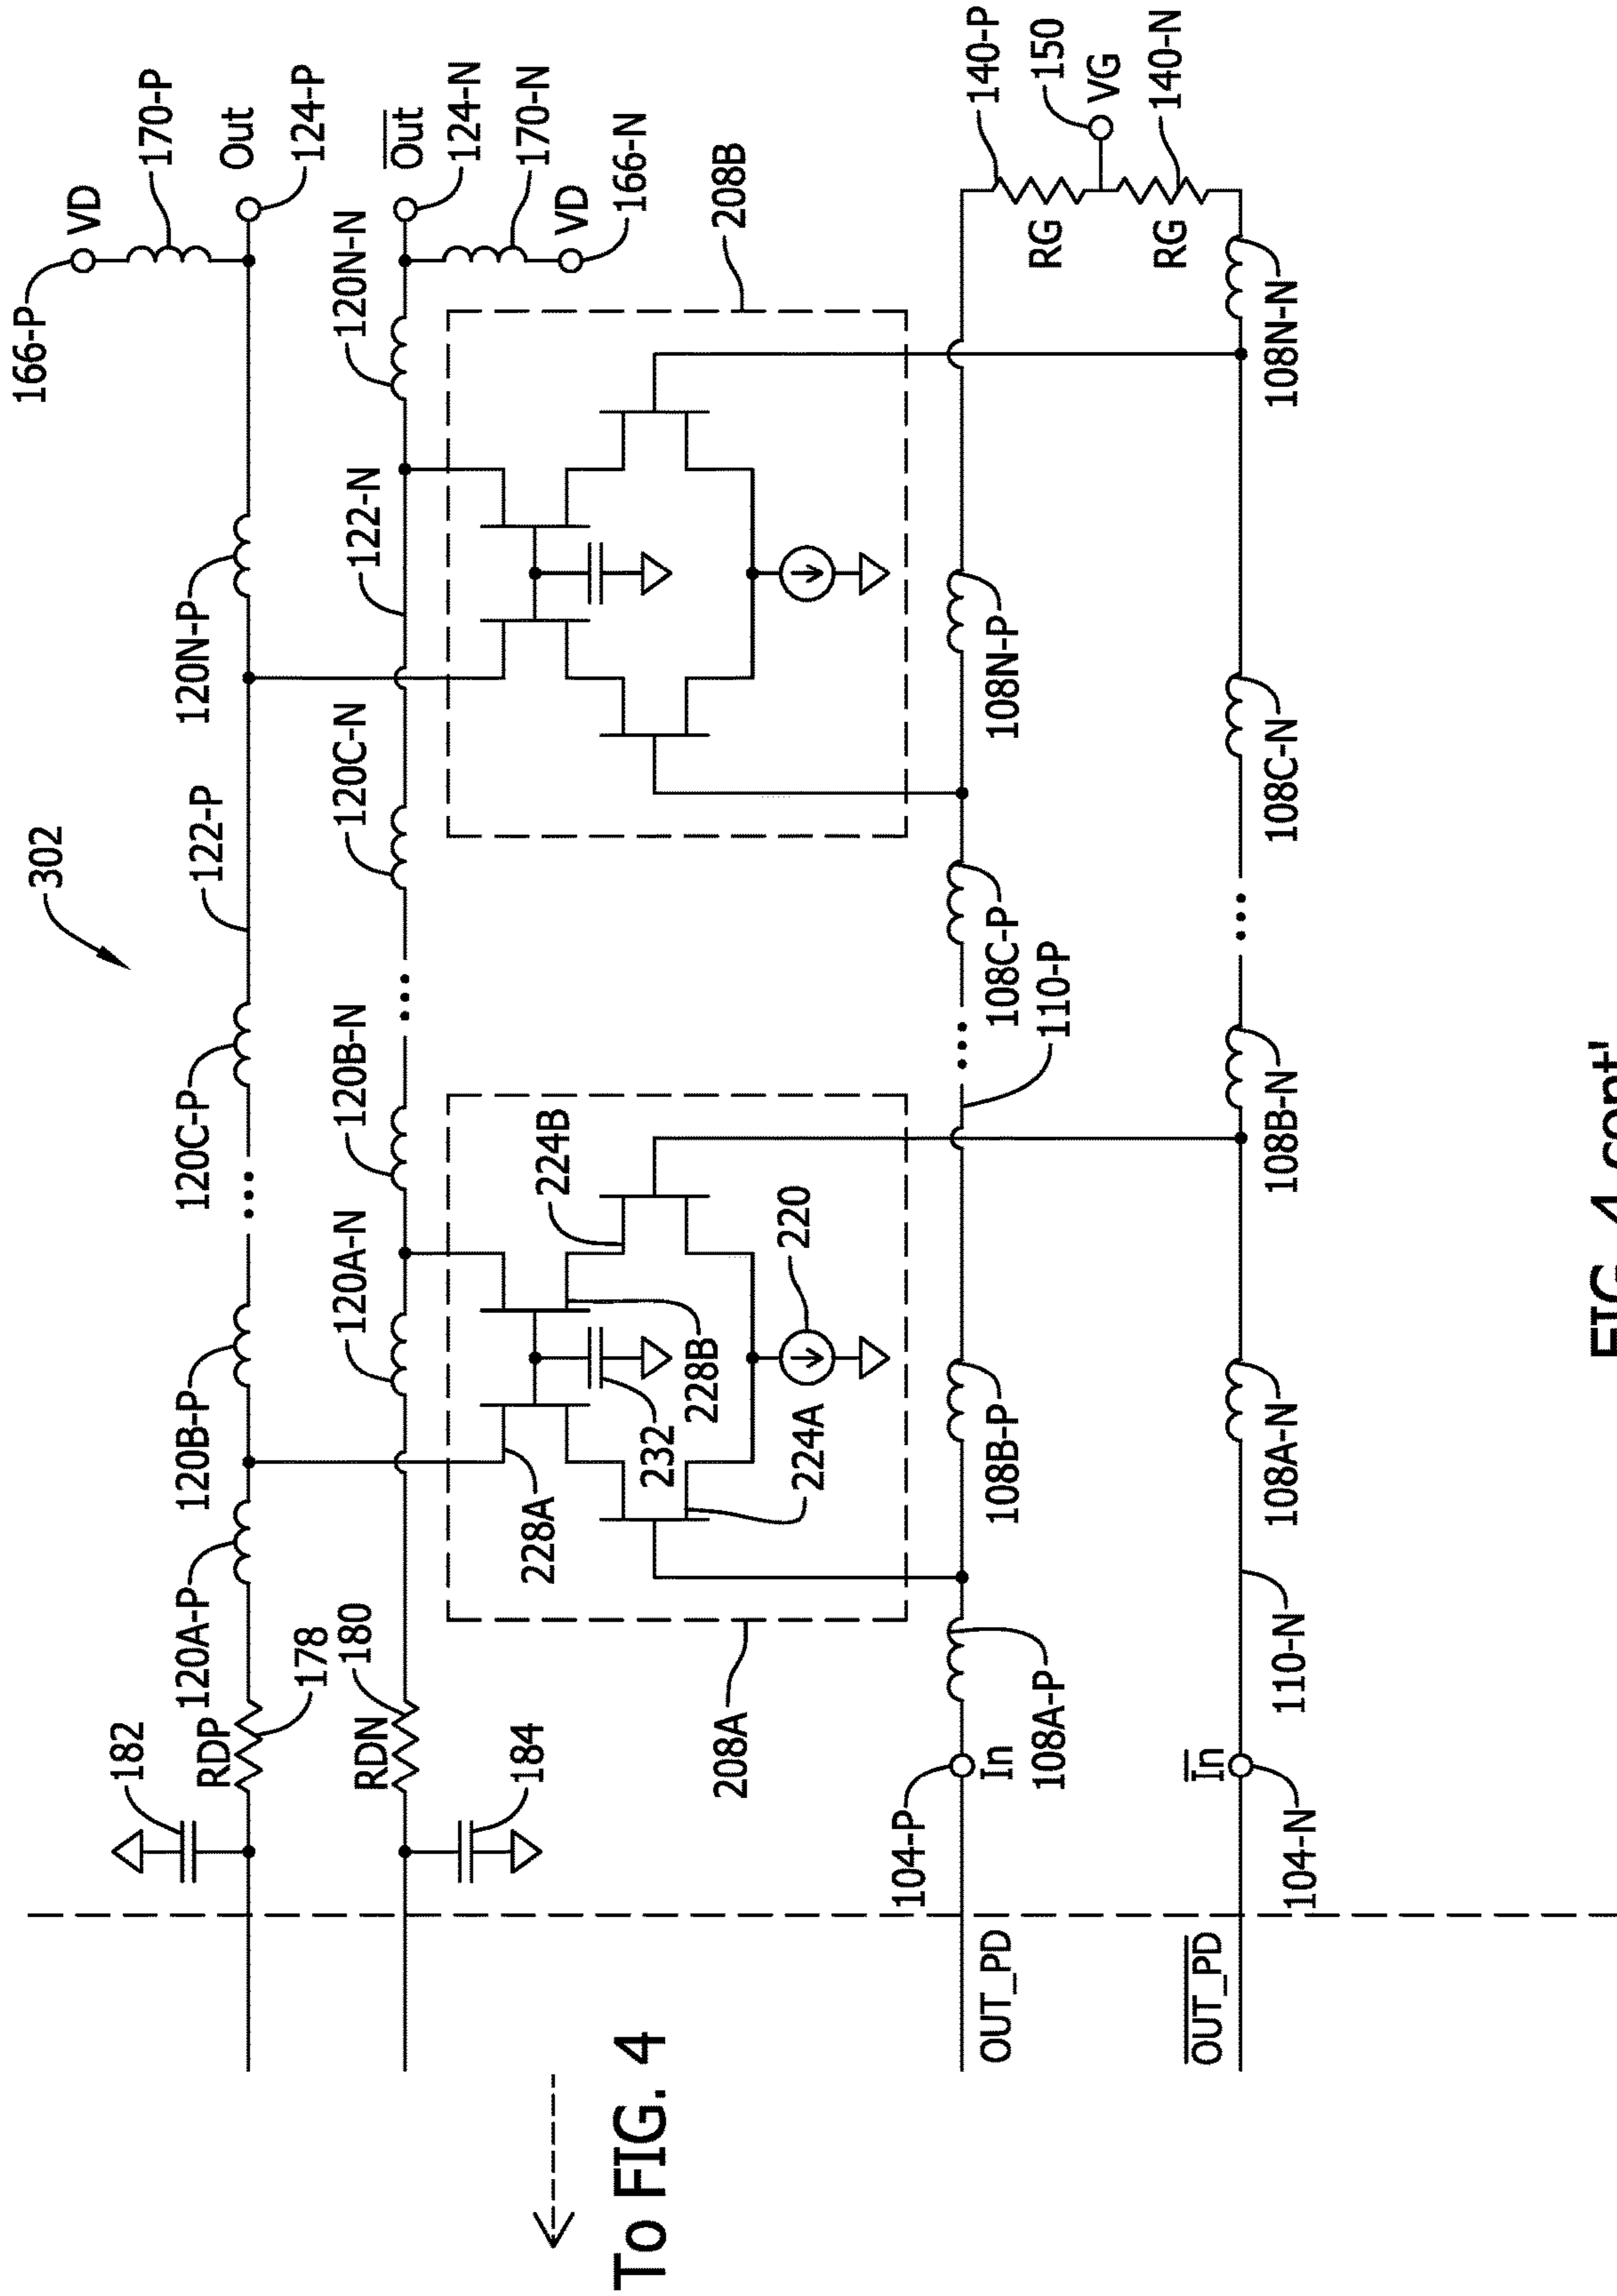 302
166-P
VD
170-P
Out
124-P
182
RDP
178
120A-P
120B-P
120C-P
122-P
120N-P
RDN
180
184
120A-N
120B-N
120C-N
122-N
120N-N
O̅u̅t̅
124-N
170-N
VD
166-N
208A
228A
232
228B
224B
224A
220
208B
104-P
In
108A-P
108B-P
110-P
108C-P
108N-P
140-P
RG
150
VG
RG
140-N
OUT_PD
O̅U̅T̅_̅P̅D̅
I̅n̅
104-N
110-N
108A-N
108B-N
108C-N
108N-N
To FIG. 4
FIG. 4 cont'